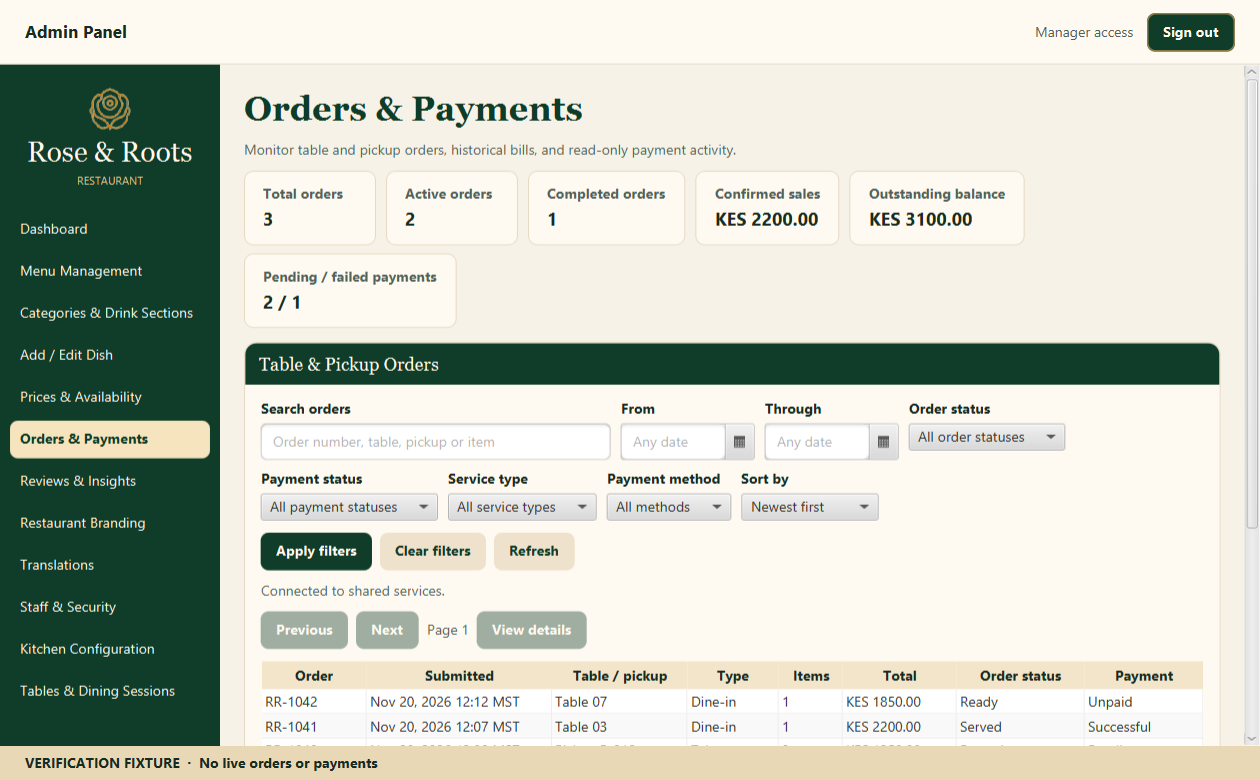 Admin Panel
Manager access
Sign out
Rose & Roots
RESTAURANT
Dashboard
Menu Management
Categories & Drink Sections
Add / Edit Dish
Prices & Availability
Orders & Payments
Reviews & Insights
Restaurant Branding
Translations
Staff & Security
Kitchen Configuration
Tables & Dining Sessions
Orders & Payments
Monitor table and pickup orders, historical bills, and read-only payment activity.
Total orders
3
Active orders
2
Completed orders
1
Confirmed sales
KES 2200.00
Outstanding balance
KES 3100.00
Pending / failed payments
2 / 1
Table & Pickup Orders
Search orders From Through Order status
Order number, table, pickup or item Any date Any date All order statuses
Payment status Service type Payment method Sort by
All payment statuses All service types All methods Newest first
Apply filters Clear filters Refresh
Connected to shared services.
Previous Next Page 1 View details
Order Submitted Table / pickup Type Items Total Order status Payment
RR-1042 Nov 20, 2026 12:12 MST Table 07 Dine-in 1 KES 1850.00 Ready Unpaid
RR-1041 Nov 20, 2026 12:07 MST Table 03 Dine-in 1 KES 2200.00 Served Successful
VERIFICATION FIXTURE · No live orders or payments